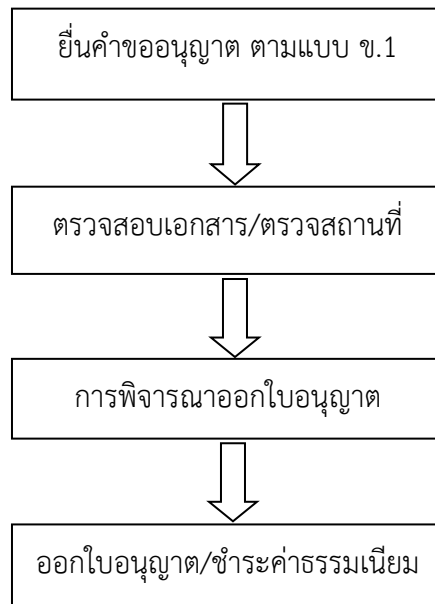 ยื่นคำขออนุญาต ตามแบบ ข.1
ตรวจสอบเอกสาร/ตรวจสถานที่
การพิจารณาออกใบอนุญาต
ออกใบอนุญาต/ชำระค่าธรรมเนียม